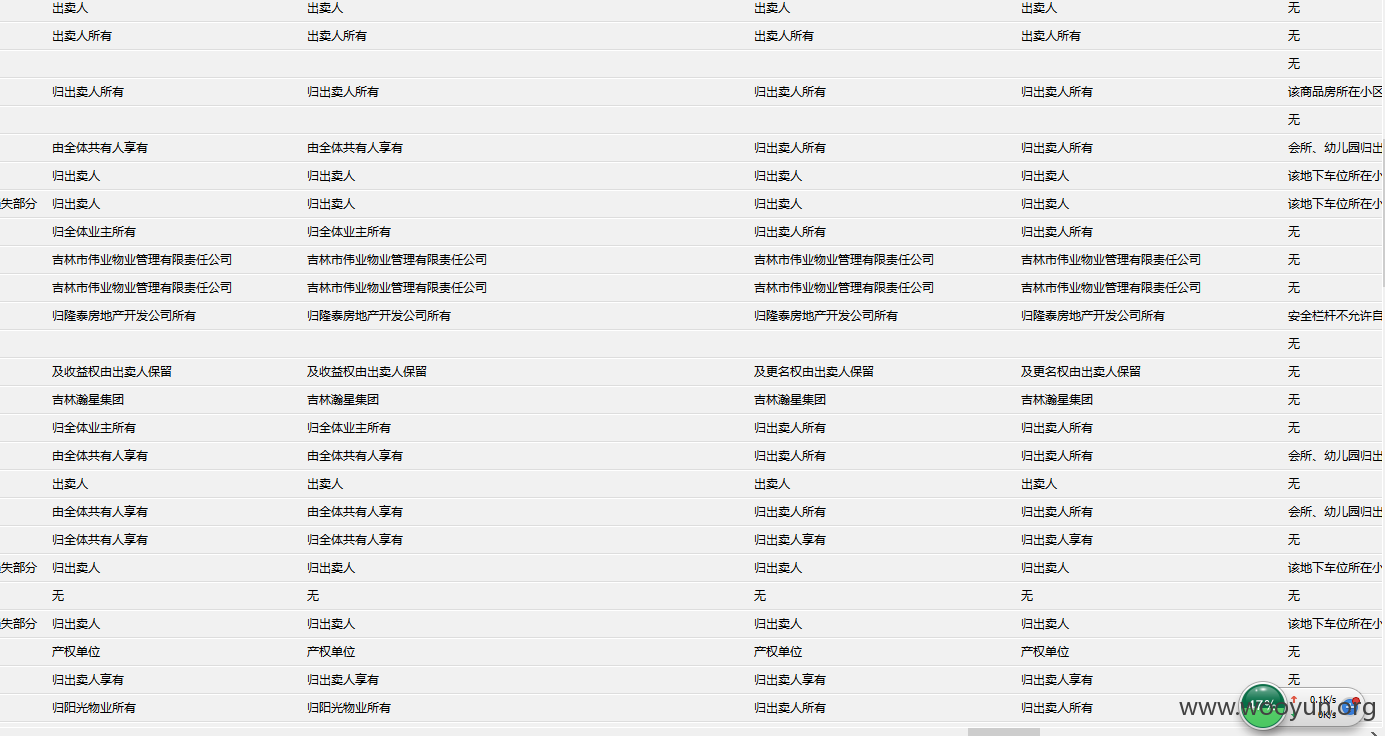 出卖人 出卖人 出卖人 出卖人 无
出卖人所有 出卖人所有 出卖人所有 出卖人所有 无
无
归出卖人所有 归出卖人所有 归出卖人所有 归出卖人所有 该商品房所在小区
无
由全体共有人享有 由全体共有人享有 归出卖人所有 归出卖人所有 会所、幼儿园归出
归出卖人 归出卖人 归出卖人 归出卖人 该地下车位所在小
失部分 归出卖人 归出卖人 归出卖人 归出卖人 该地下车位所在小
归全体业主所有 归全体业主所有 归出卖人所有 归出卖人所有 无
吉林市伟业物业管理有限责任公司 吉林市伟业物业管理有限责任公司 吉林市伟业物业管理有限责任公司 吉林市伟业物业管理有限责任公司 无
吉林市伟业物业管理有限责任公司 吉林市伟业物业管理有限责任公司 吉林市伟业物业管理有限责任公司 吉林市伟业物业管理有限责任公司 无
归隆泰房地产开发公司所有 归隆泰房地产开发公司所有 归隆泰房地产开发公司所有 归隆泰房地产开发公司所有 安全栏杆不允许自
无
及收益权由出卖人保留 及收益权由出卖人保留 及更名权由出卖人保留 及更名权由出卖人保留 无
吉林瀚星集团 吉林瀚星集团 吉林瀚星集团 吉林瀚星集团 无
归全体业主所有 归全体业主所有 归出卖人所有 归出卖人所有 无
由全体共有人享有 由全体共有人享有 归出卖人所有 归出卖人所有 会所、幼儿园归出
出卖人 出卖人 出卖人 出卖人 无
由全体共有人享有 由全体共有人享有 归出卖人所有 归出卖人所有 会所、幼儿园归出
归全体共有人享有 归全体共有人享有 归出卖人享有 归出卖人享有 无
失部分 归出卖人 归出卖人 归出卖人 归出卖人 该地下车位所在小
无 无 无 无 无
失部分 归出卖人 归出卖人 归出卖人 归出卖人 该地下车位所在小
产权单位 产权单位 产权单位 产权单位 无
归出卖人享有 归出卖人享有 归出卖人享有 归出卖人享有 无
归阳光物业所有 归阳光物业所有 归出卖人所有 归出卖人所有
47% 0.1K/s
0K/s
www.wooyun.org